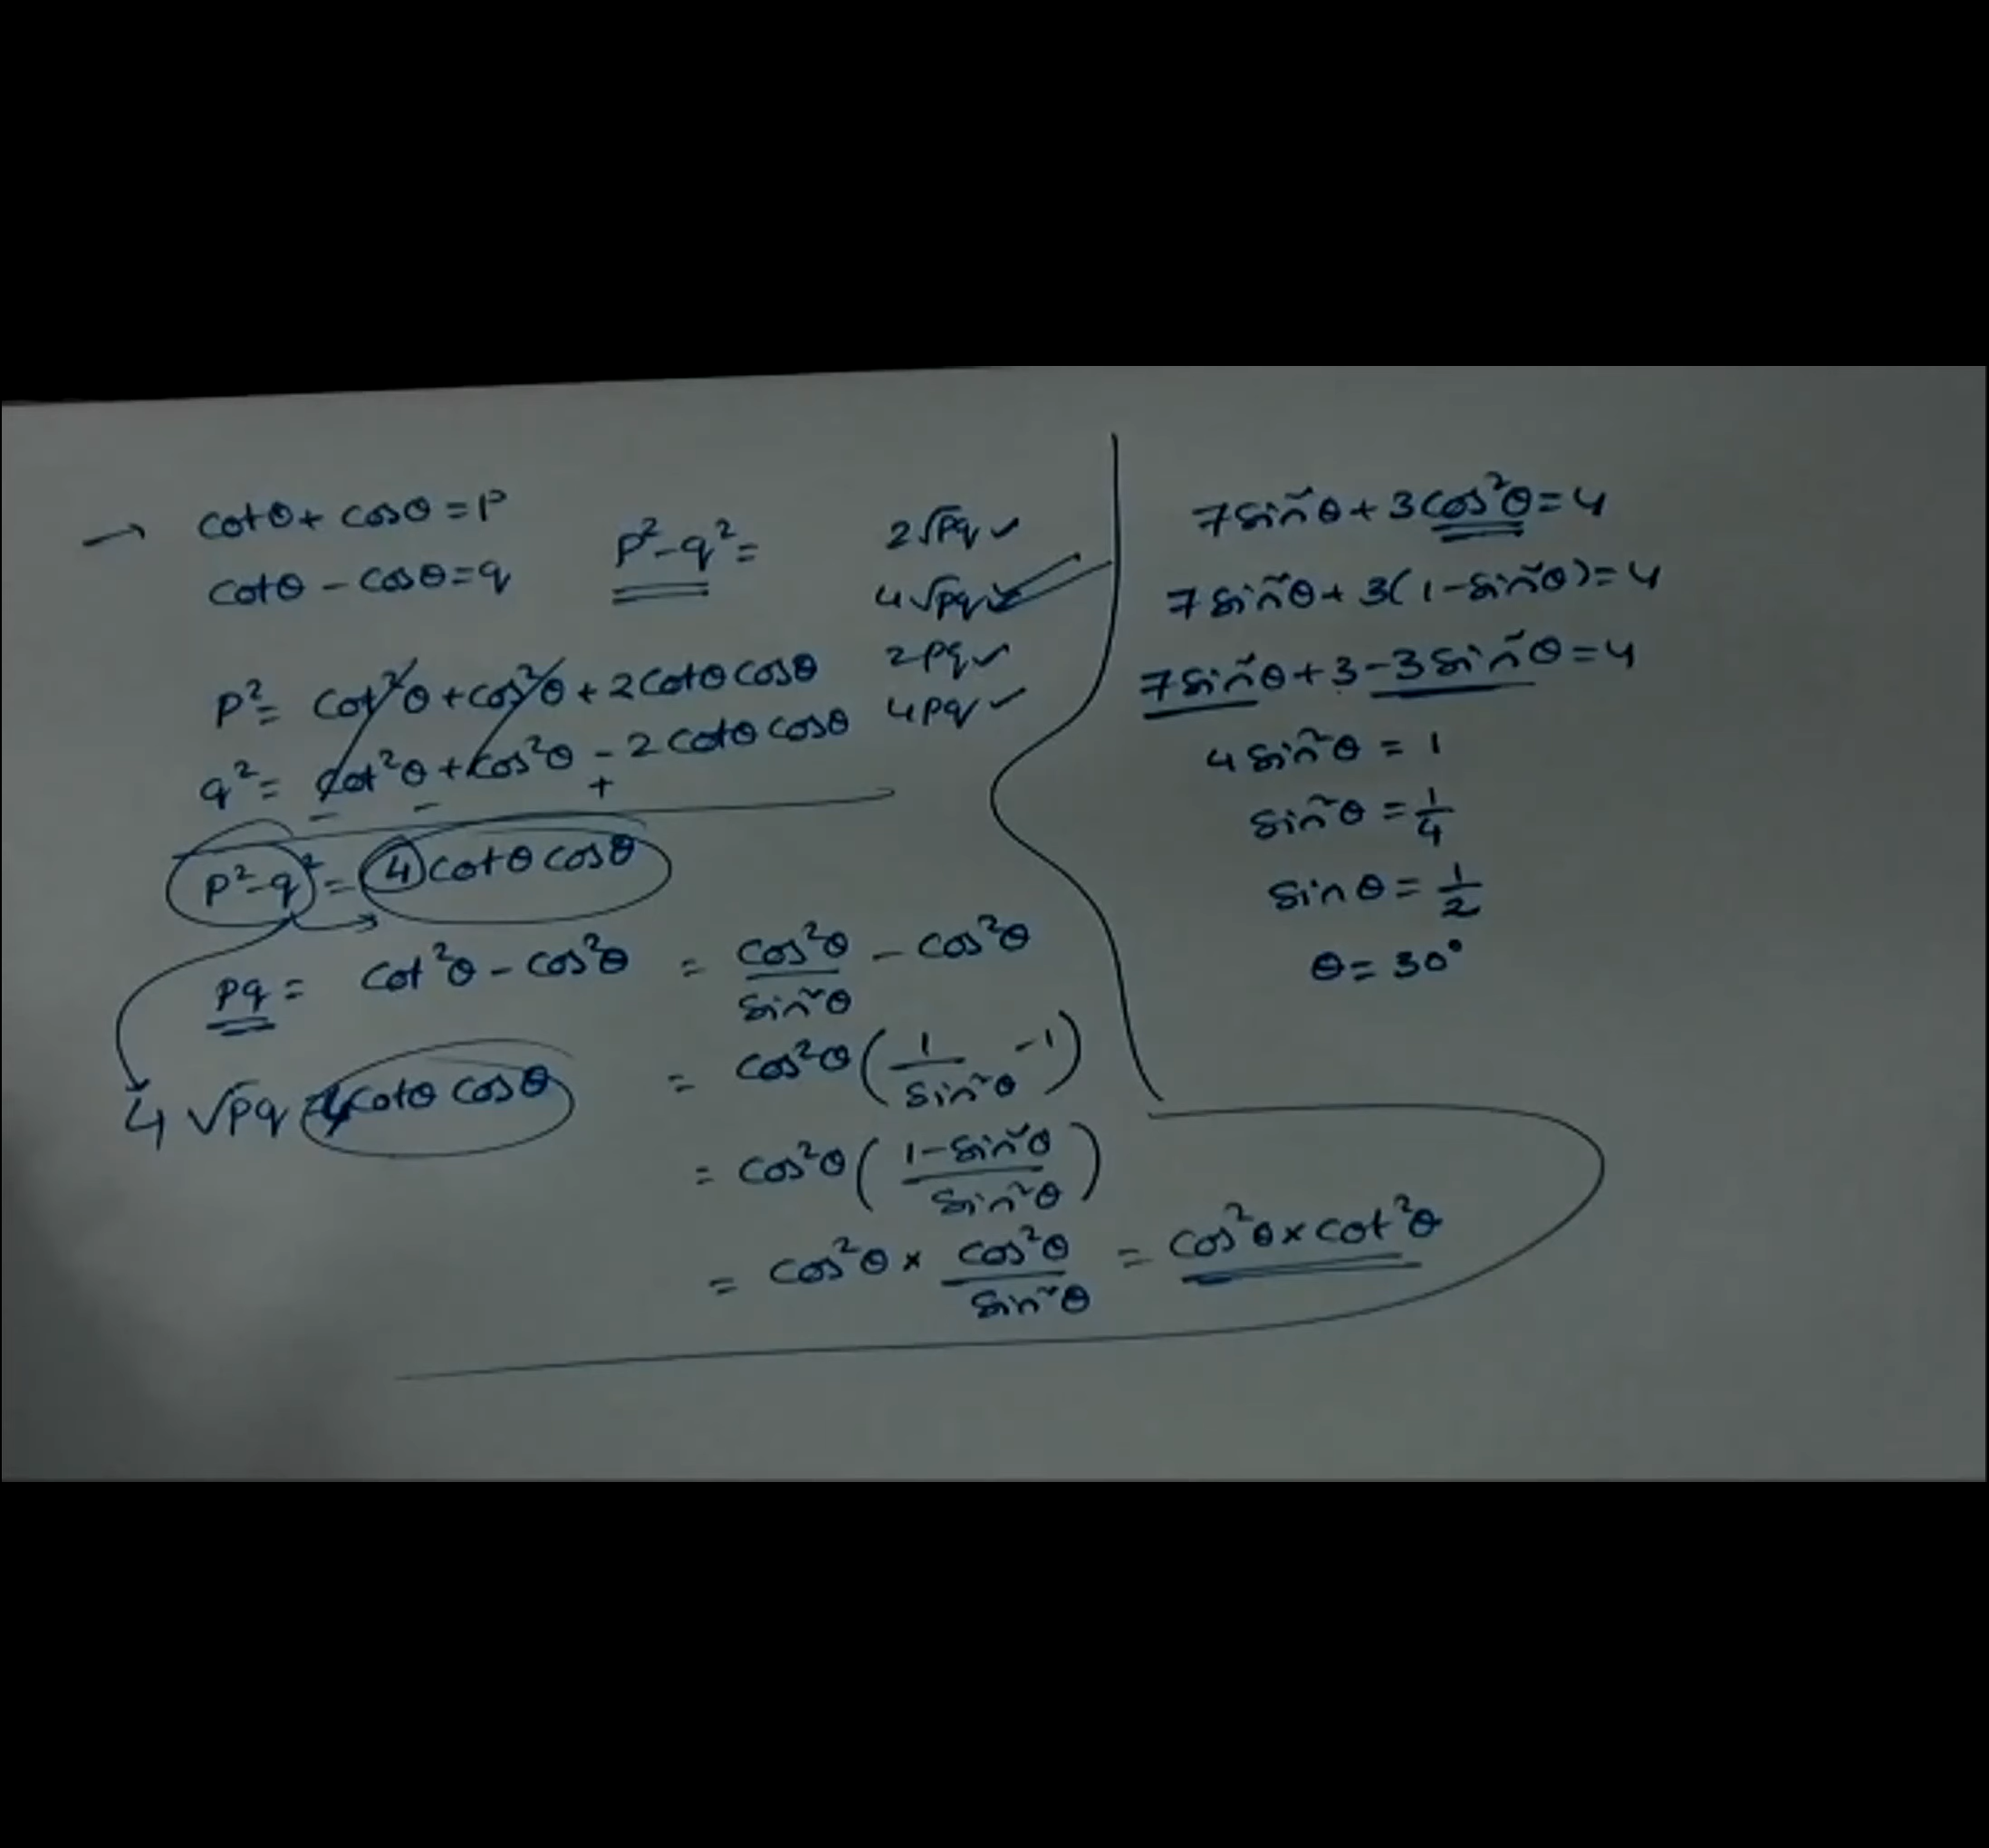 → cotθ + cosθ = P
cotθ - cosθ = q
P² - q² =
2√Pq ✓
4√Pq ✓
2Pq ✓
4Pq ✓
P² = cot²θ + cos²θ + 2cotθ cosθ
q² = cot²θ + cos²θ - 2cotθ cosθ
- - +
P² - q² = 4 cotθ cosθ
Pq = cot²θ - cos²θ = cos²θ/sin²θ - cos²θ
= cos²θ(1/sin²θ - 1)
4√Pq = 4cotθ cosθ
= cos²θ(1 - sin²θ/sin²θ)
= cos²θ × cos²θ/sin²θ = cos²θ × cot²θ
7sin²θ + 3cos²θ = 4
7sin²θ + 3(1 - sin²θ) = 4
7sin²θ + 3 - 3sin²θ = 4
4sin²θ = 1
sin²θ = 1/4
sinθ = 1/2
θ = 30°